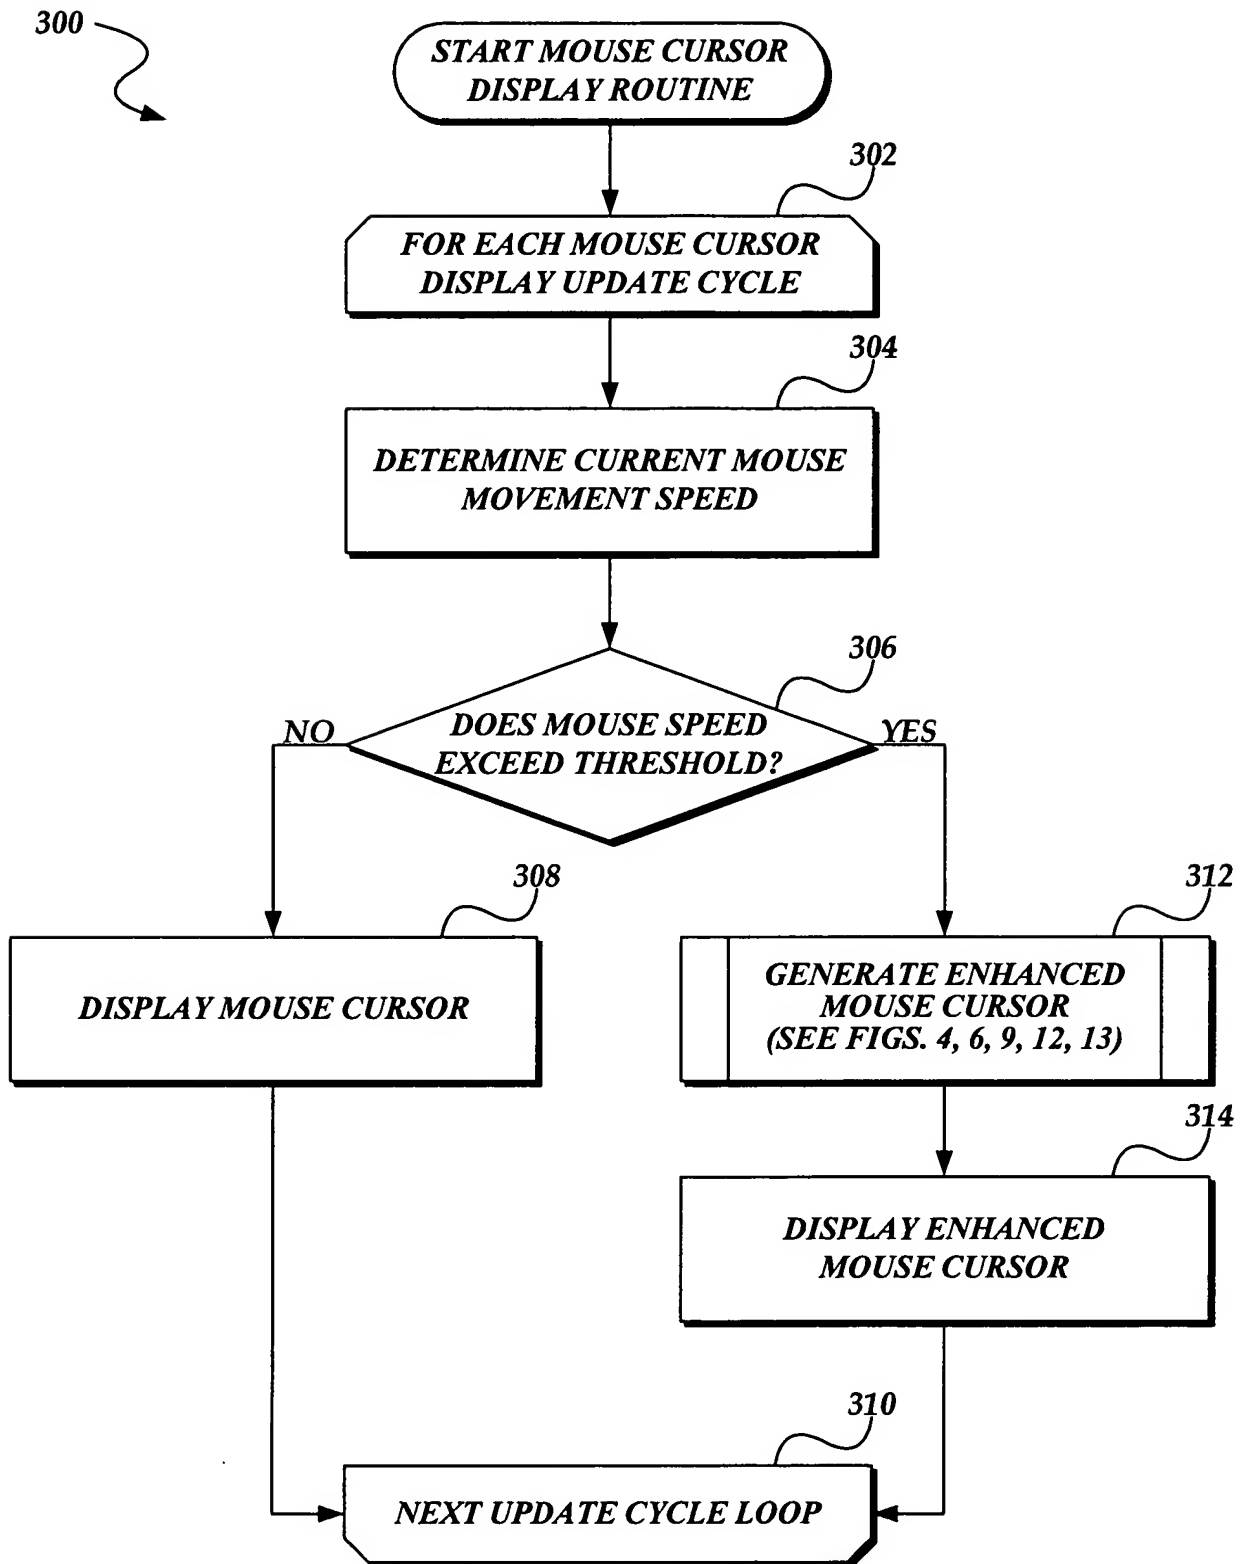 300
START MOUSE CURSOR
DISPLAY ROUTINE
302
FOR EACH MOUSE CURSOR
DISPLAY UPDATE CYCLE
304
DETERMINE CURRENT MOUSE
MOVEMENT SPEED
306
DOES MOUSE SPEED
EXCEED THRESHOLD?
NO
YES
308
DISPLAY MOUSE CURSOR
312
GENERATE ENHANCED
MOUSE CURSOR
(SEE FIGS. 4, 6, 9, 12, 13)
314
DISPLAY ENHANCED
MOUSE CURSOR
310
NEXT UPDATE CYCLE LOOP